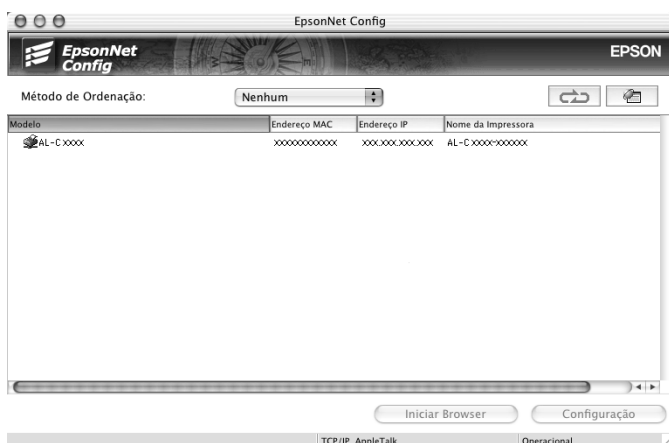 EpsonNet Config
EpsonNet
Config
EPSON
Método de Ordenação:
Nenhum
Modelo
Endereço MAC
Endereço IP
Nome da Impressora
AL-C xxxx
xxxxxxxxxxxx
xxx.xxx.xxx.xxx
AL-C xxxx-xxxxxx
Iniciar Browser
Configuração
TCP/IP, AppleTalk
Operacional